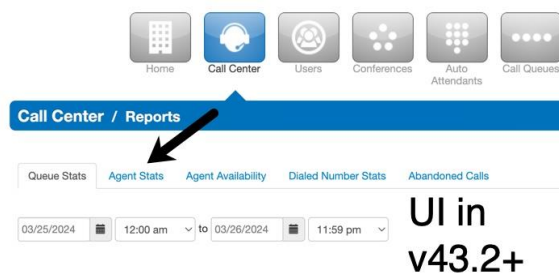 Home
Call Center
Users
Conferences
Auto
Attendants
Call Queues
Call Center / Reports
Queue Stats
Agent Stats
Agent Availability
Dialed Number Stats
Abandoned Calls
03/25/2024 12:00 am to 03/26/2024 11:59 pm
UI in
v43.2+